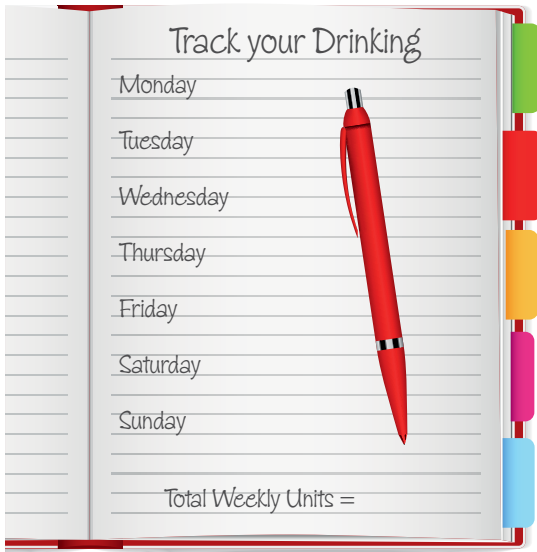 Track your Drinking
Monday
Tuesday
Wednesday
Thursday
Friday
Saturday
Sunday
Total Weekly Units =